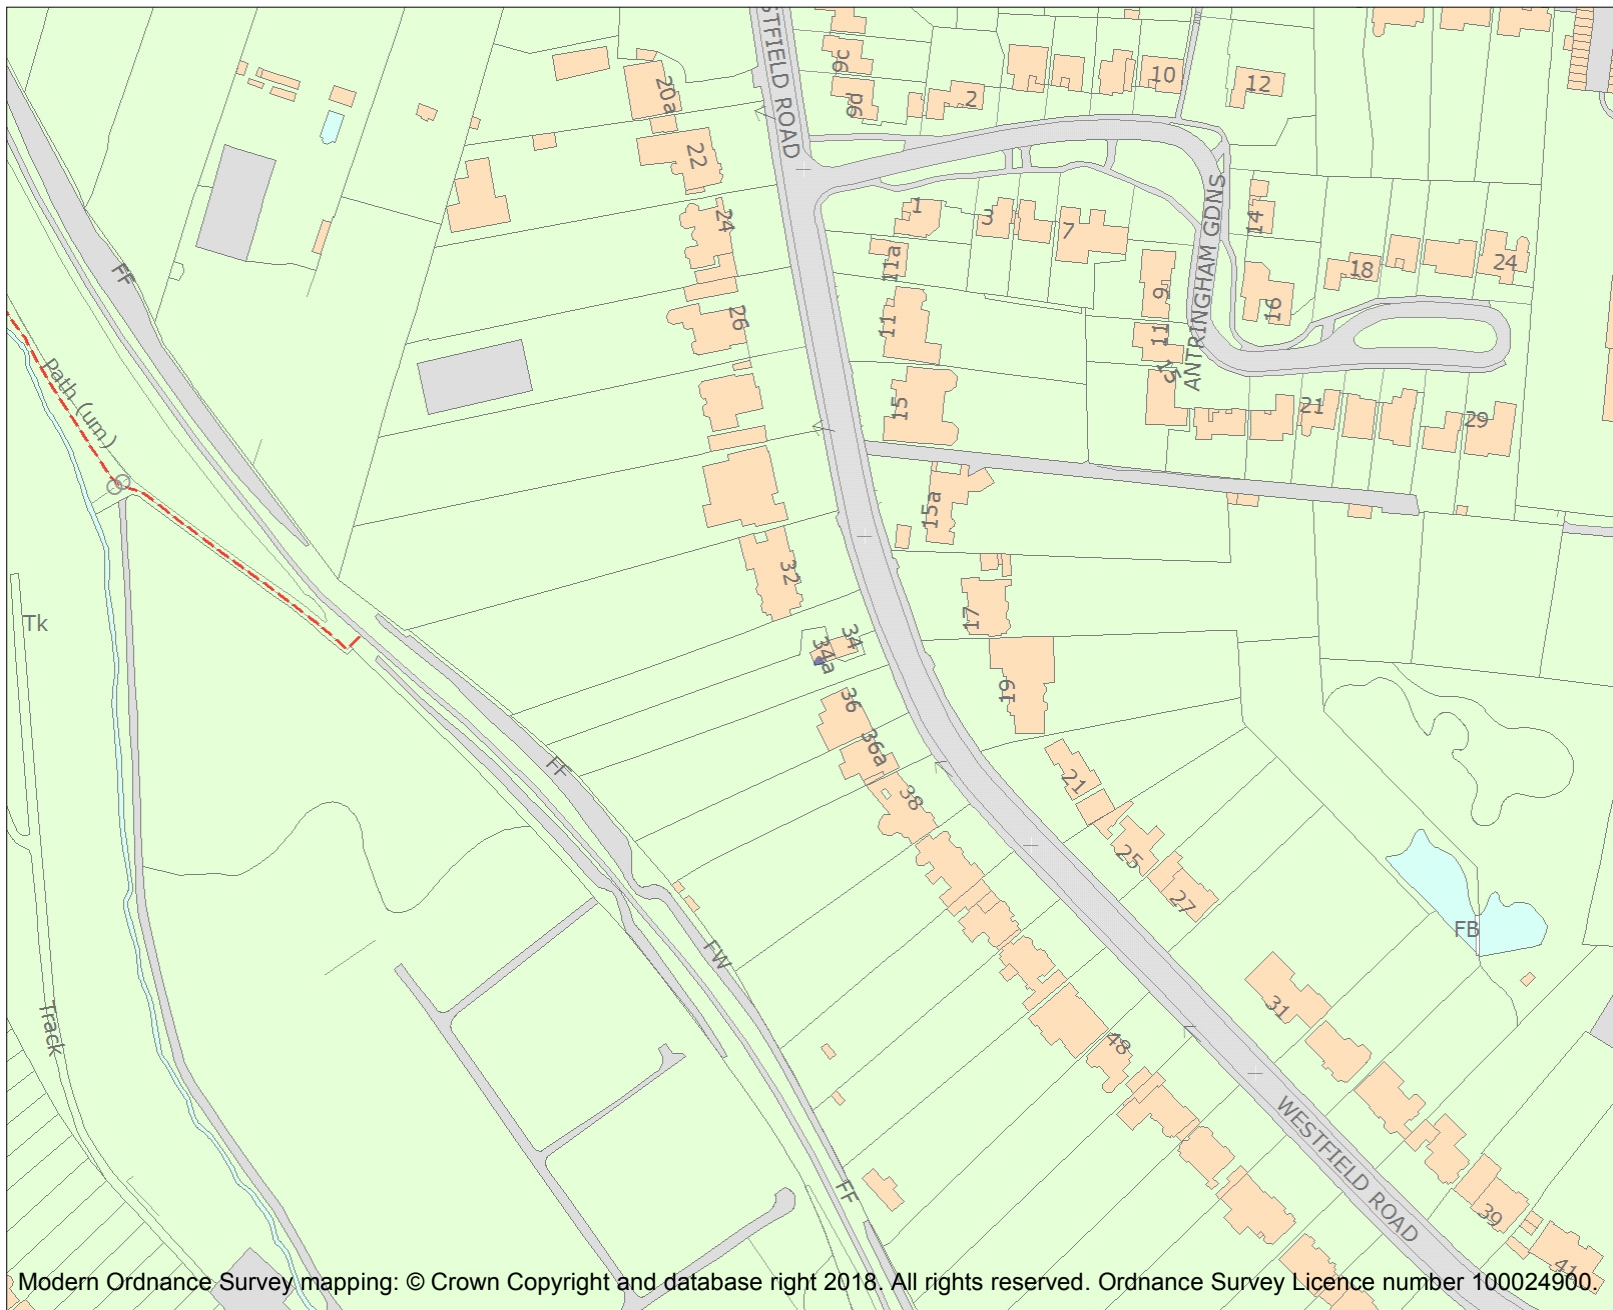 STFIELD ROAD
9c
9d
2
10
12
20a
22
24
26
32
34
34a
36
36a
38
48
1
3
7
11a
11
15
15a
17
19
21
25
27
31
39
41
9
11
15
14
16
18
24
21
29
ANTRINGHAM GDNS
FF
Path (um)
Tk
Track
FF
FW
FF
FB
WESTFIELD ROAD
Modern Ordnance Survey mapping: © Crown Copyright and database right 2018. All rights reserved. Ordnance Survey Licence number 100024900.